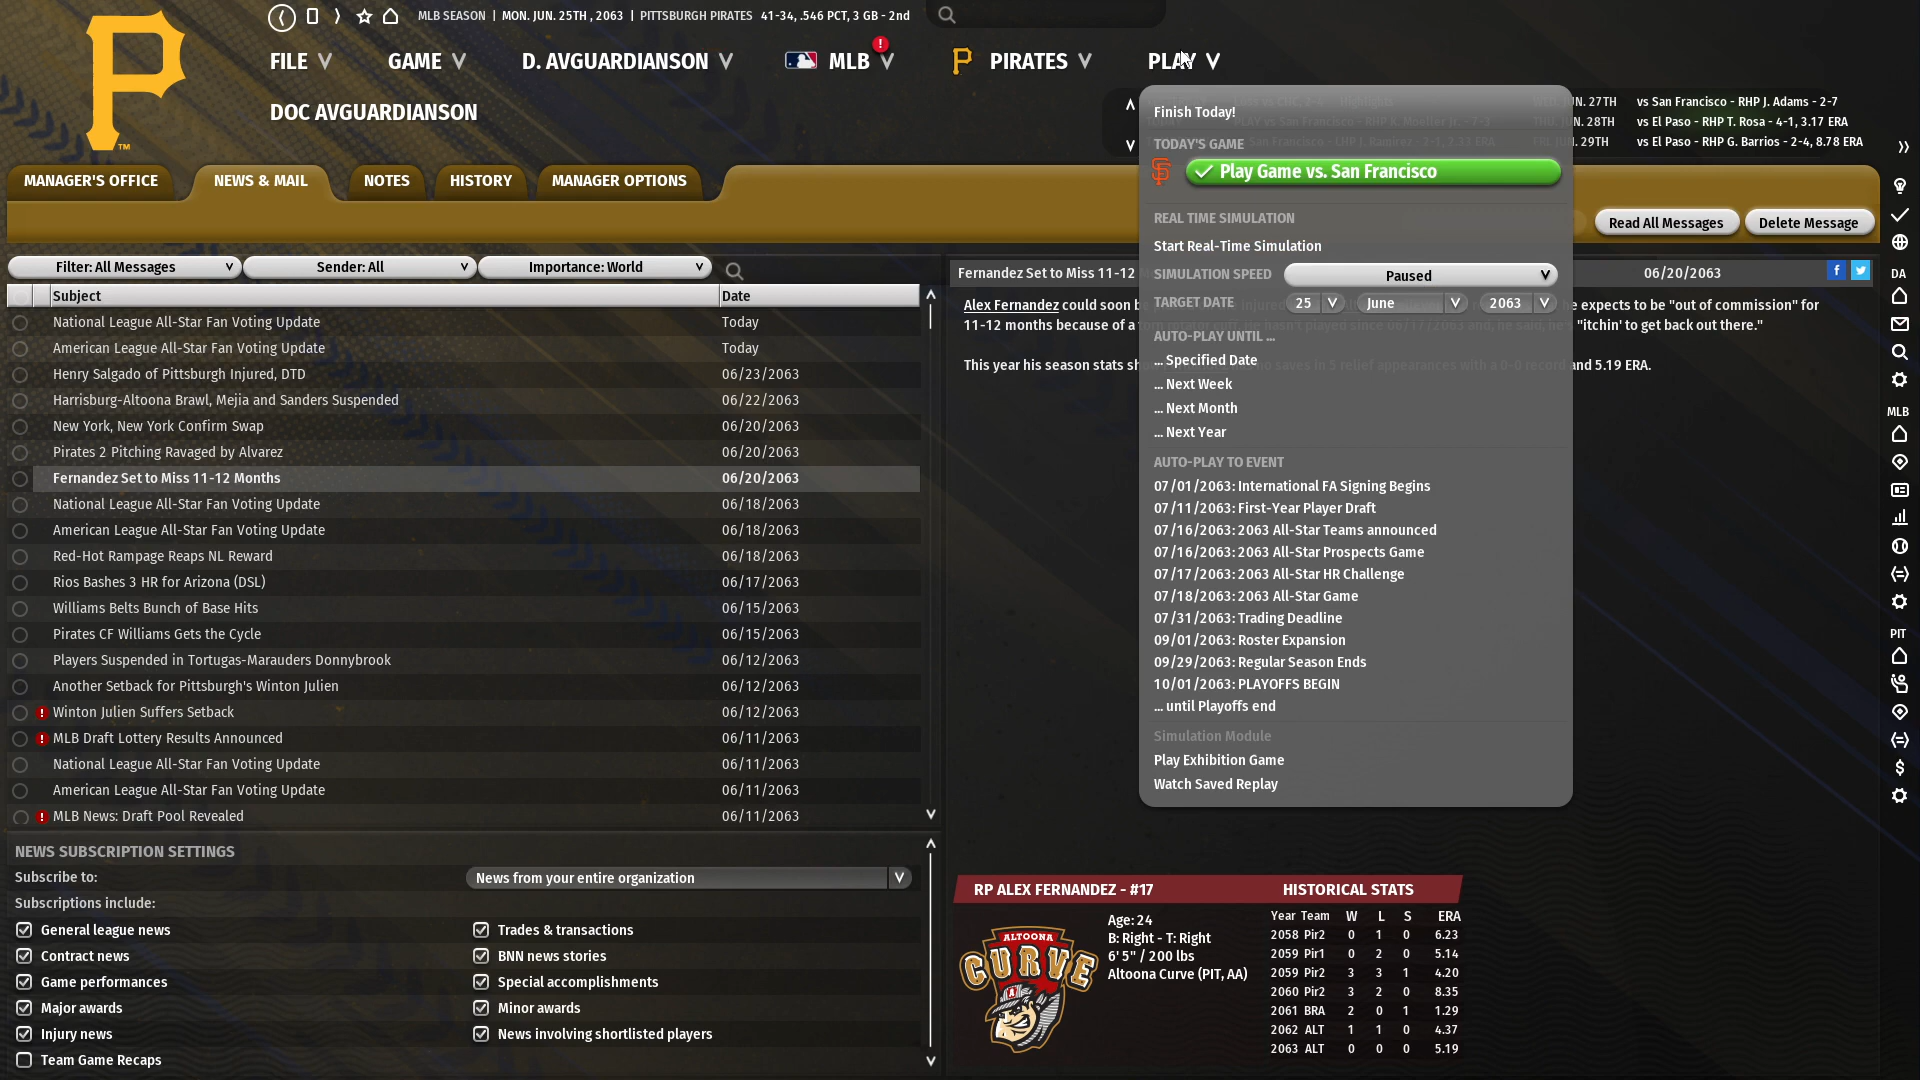 MLB SEASON | MON. JUN. 25TH , 2063 | PITTSBURGH PIRATES 41-34, .546 PCT, 3 GB - 2nd
FILE GAME D. AVGUARDIANSON MLB PIRATES PLAY
DOC AVGUARDIANSON
MANAGER'S OFFICE NEWS & MAIL NOTES HISTORY MANAGER OPTIONS
N. 27TH vs San Francisco - RHP J. Adams - 2-7
N. 28TH vs El Paso - RHP T. Rosa - 4-1, 3.17 ERA
29TH vs El Paso - RHP G. Barrios - 2-4, 8.78 ERA
Read All Messages Delete Message
Filter: All Messages Sender: All Importance: World
Subject Date
National League All-Star Fan Voting Update Today
American League All-Star Fan Voting Update Today
Henry Salgado of Pittsburgh Injured, DTD 06/23/2063
Harrisburg-Altoona Brawl, Mejia and Sanders Suspended 06/22/2063
New York, New York Confirm Swap 06/20/2063
Pirates 2 Pitching Ravaged by Alvarez 06/20/2063
Fernandez Set to Miss 11-12 Months 06/20/2063
National League All-Star Fan Voting Update 06/18/2063
American League All-Star Fan Voting Update 06/18/2063
Red-Hot Rampage Reaps NL Reward 06/18/2063
Rios Bashes 3 HR for Arizona (DSL) 06/17/2063
Williams Belts Bunch of Base Hits 06/15/2063
Pirates CF Williams Gets the Cycle 06/15/2063
Players Suspended in Tortugas-Marauders Donnybrook 06/12/2063
Another Setback for Pittsburgh's Winton Julien 06/12/2063
Winton Julien Suffers Setback 06/12/2063
MLB Draft Lottery Results Announced 06/11/2063
National League All-Star Fan Voting Update 06/11/2063
American League All-Star Fan Voting Update 06/11/2063
MLB News: Draft Pool Revealed 06/11/2063
NEWS SUBSCRIPTION SETTINGS
Subscribe to: News from your entire organization
Subscriptions include:
General league news Trades & transactions
Contract news BNN news stories
Game performances Special accomplishments
Major awards Minor awards
Injury news News involving shortlisted players
Team Game Recaps
Finish Today!
TODAY'S GAME
Play Game vs. San Francisco
REAL TIME SIMULATION
Start Real-Time Simulation
SIMULATION SPEED Paused
TARGET DATE 25 June 2063
AUTO-PLAY UNTIL ...
... Specified Date
... Next Week
... Next Month
... Next Year
AUTO-PLAY TO EVENT
07/01/2063: International FA Signing Begins
07/11/2063: First-Year Player Draft
07/16/2063: 2063 All-Star Teams announced
07/16/2063: 2063 All-Star Prospects Game
07/17/2063: 2063 All-Star HR Challenge
07/18/2063: 2063 All-Star Game
07/31/2063: Trading Deadline
09/01/2063: Roster Expansion
09/29/2063: Regular Season Ends
10/01/2063: PLAYOFFS BEGIN
... until Playoffs end
Simulation Module
Play Exhibition Game
Watch Saved Replay
Fernandez Set to Miss 11-12 06/20/2063
Alex Fernandez could soon b e expects to be "out of commission" for
11-12 months because of a "itchin' to get back out there."
This year his season stats and 5.19 ERA.
RP ALEX FERNANDEZ - #17 HISTORICAL STATS
ALTOONA
CURVE
Age: 24
B: Right - T: Right
6' 5" / 200 lbs
Altoona Curve (PIT, AA)
Year Team W L S ERA
2058 Pir2 0 1 0 6.23
2059 Pir1 0 2 0 5.14
2059 Pir2 3 3 1 4.20
2060 Pir2 3 2 0 8.35
2061 BRA 2 0 1 1.29
2062 ALT 1 1 0 4.37
2063 ALT 0 0 0 5.19
DA
MLB
PIT